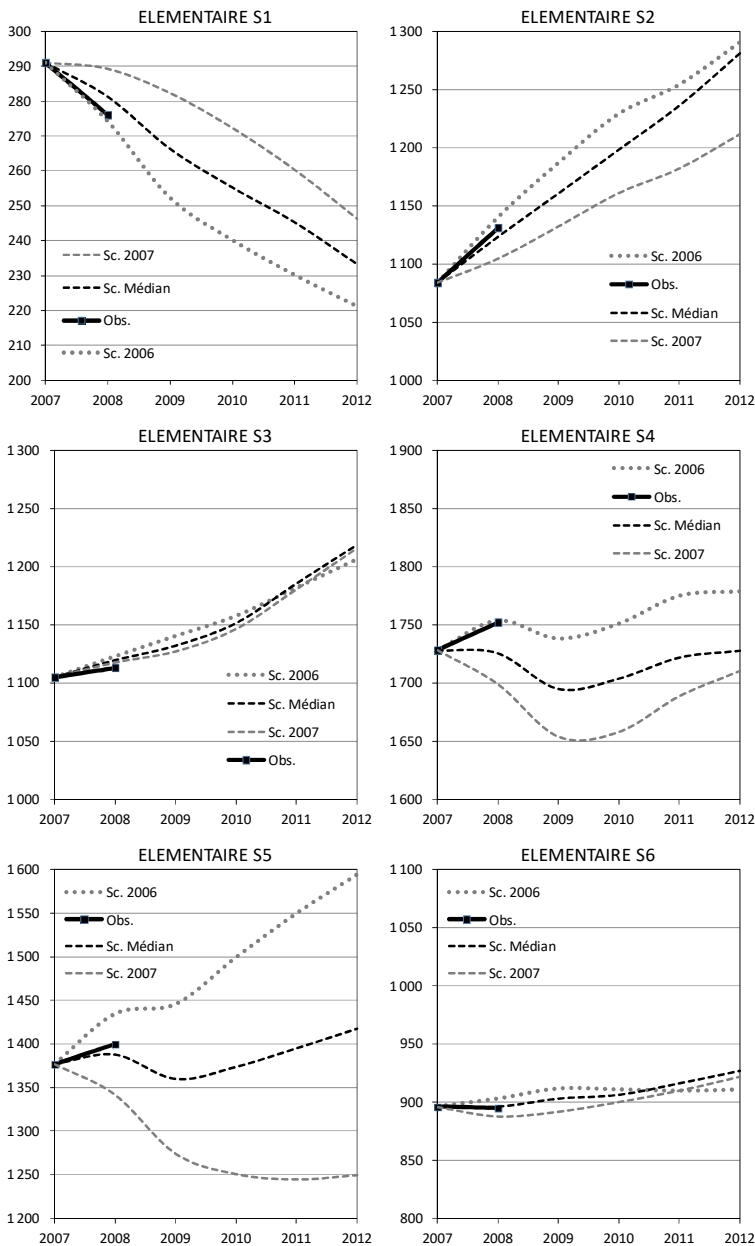 ELEMENTAIRE S1
300
290
280
270
260
250
240
230
220
210
200
Sc. 2007
Sc. Médian
Obs.
Sc. 2006
2007 2008 2009 2010 2011 2012
ELEMENTAIRE S2
1 300
1 250
1 200
1 150
1 100
1 050
1 000
Sc. 2006
Obs.
Sc. Médian
Sc. 2007
2007 2008 2009 2010 2011 2012
ELEMENTAIRE S3
1 300
1 250
1 200
1 150
1 100
1 050
1 000
Sc. 2006
Sc. Médian
Sc. 2007
Obs.
2007 2008 2009 2010 2011 2012
ELEMENTAIRE S4
1 900
1 850
1 800
1 750
1 700
1 650
1 600
Sc. 2006
Obs.
Sc. Médian
Sc. 2007
2007 2008 2009 2010 2011 2012
ELEMENTAIRE S5
1 600
1 550
1 500
1 450
1 400
1 350
1 300
1 250
1 200
Sc. 2006
Obs.
Sc. Médian
Sc. 2007
2007 2008 2009 2010 2011 2012
ELEMENTAIRE S6
1 100
1 050
1 000
950
900
850
800
Sc. 2006
Obs.
Sc. Médian
Sc. 2007
2007 2008 2009 2010 2011 2012